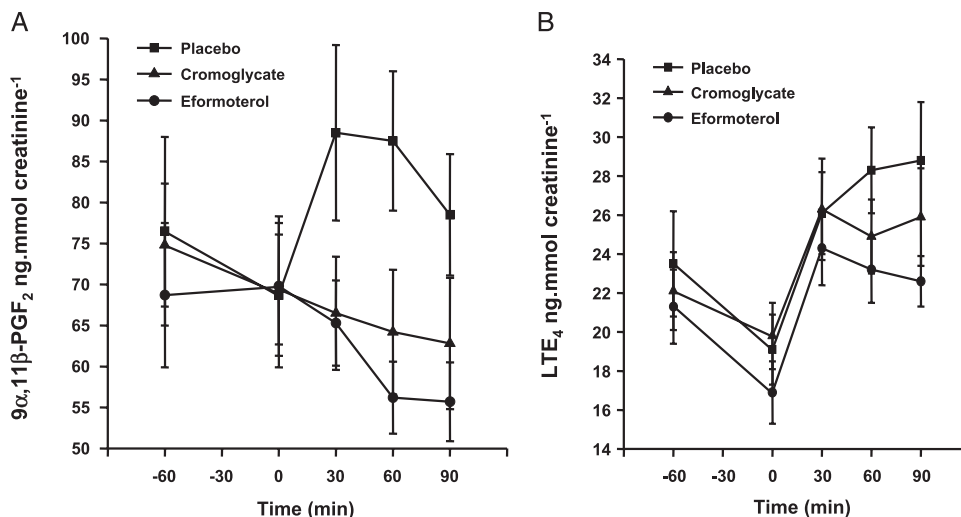 A
9α,11β-PGF₂ ng.mmol creatinine⁻¹
100
95
90
85
80
75
70
65
60
55
50
Placebo
Cromoglycate
Eformoterol
-60 -30 0 30 60 90
Time (min)
B
LTE₄ ng.mmol creatinine⁻¹
34
32
30
28
26
24
22
20
18
16
14
Placebo
Cromoglycate
Eformoterol
-60 -30 0 30 60 90
Time (min)